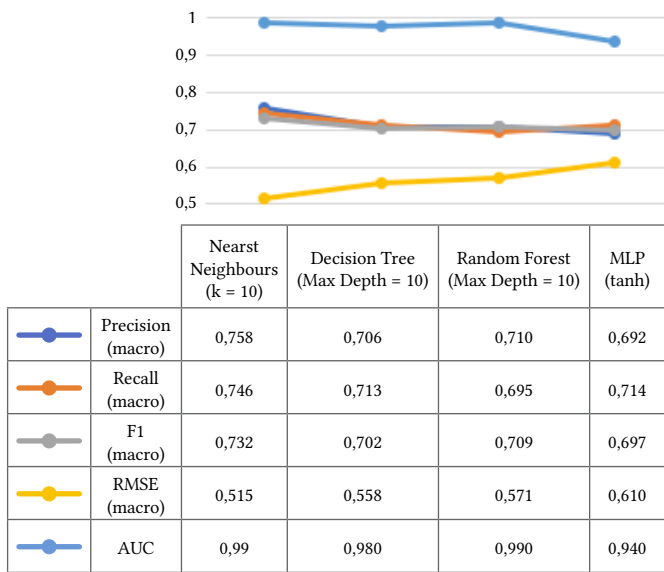 1
0,9
0,8
0,7
0,6
0,5
Nearst
Neighbours
(k = 10)
Decision Tree
(Max Depth = 10)
Random Forest
(Max Depth = 10)
MLP
(tanh)
Precision
(macro)
0,758
0,706
0,710
0,692
Recall
(macro)
0,746
0,713
0,695
0,714
F1
(macro)
0,732
0,702
0,709
0,697
RMSE
(macro)
0,515
0,558
0,571
0,610
AUC
0,99
0,980
0,990
0,940